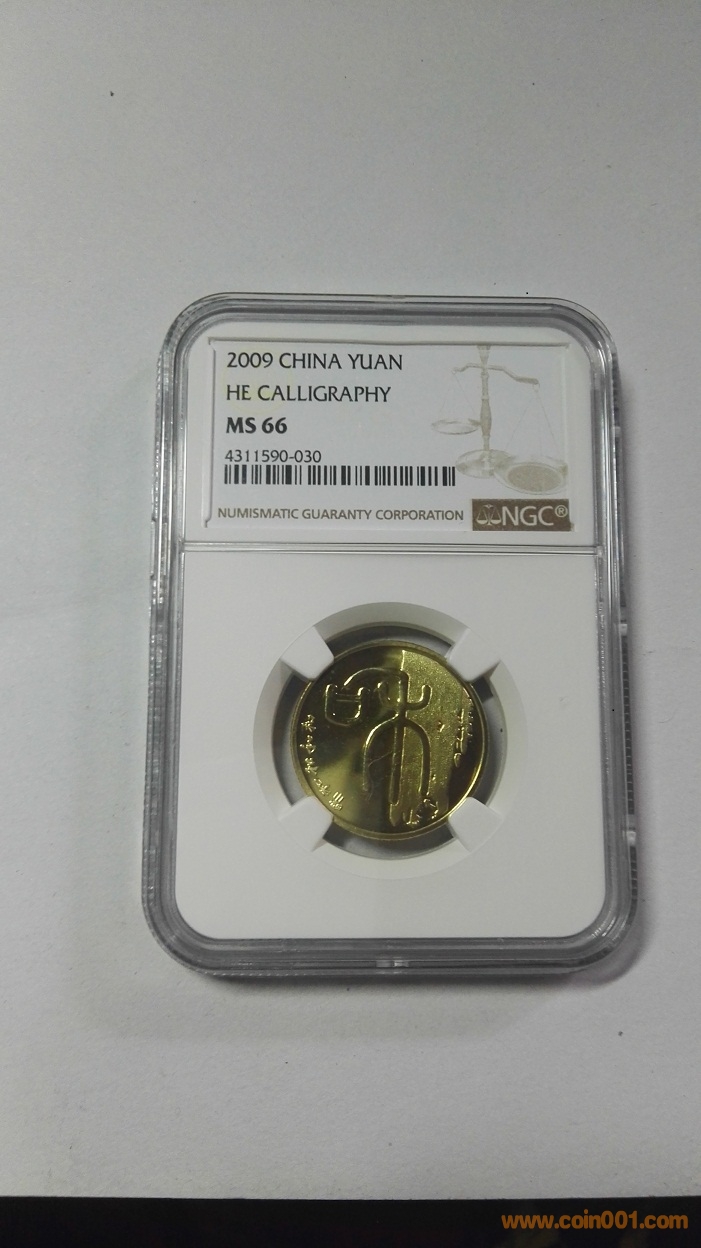 2009 CHINA YUAN
HE CALLIGRAPHY
MS 66
4311590-030
NUMISMATIC GUARANTY CORPORATION NGC®
www.coin001.com